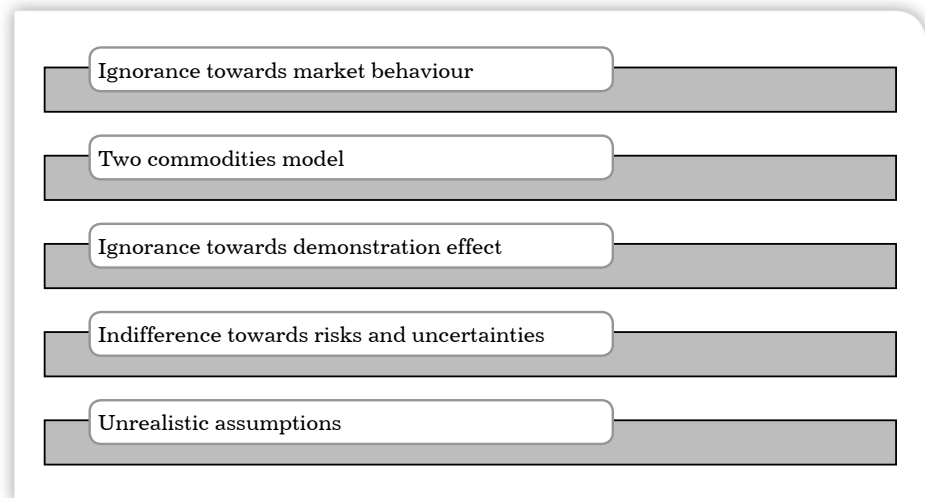 Ignorance towards market behaviour
Two commodities model
Ignorance towards demonstration effect
Indifference towards risks and uncertainties
Unrealistic assumptions